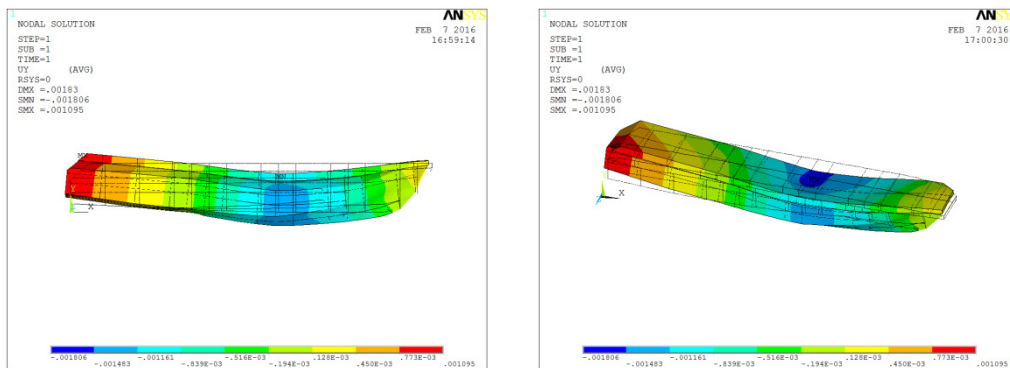 1
ANSYS
NODAL SOLUTION
FEB 7 2016
16:59:14
STEP=1
SUB =1
TIME=1
UY (AVG)
RSYS=0
DMX =.00183
SMN =-.001806
SMX =.001095
MX
MN
Y
X
-.001806 -.001161 -.516E-03 .128E-03 .773E-03
-.001483 -.839E-03 -.194E-03 .450E-03 .001095
1
ANSYS
NODAL SOLUTION
FEB 7 2016
17:00:30
STEP=1
SUB =1
TIME=1
UY (AVG)
RSYS=0
DMX =.00183
SMN =-.001806
SMX =.001095
X
-.001806 -.001161 -.516E-03 .128E-03 .773E-03
-.001483 -.839E-03 -.194E-03 .450E-03 .001095